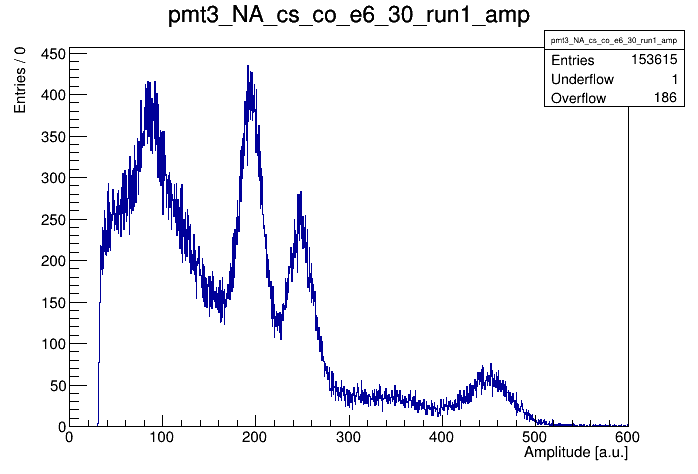 pmt3_NA_cs_co_e6_30_run1_amp
pmt3_NA_cs_co_e6_30_run1_amp
Entries 153615
Underflow 1
Overflow 186
Entries / 0
450
400
350
300
250
200
150
100
50
0
0 100 200 300 400 500 600
Amplitude [a.u.]